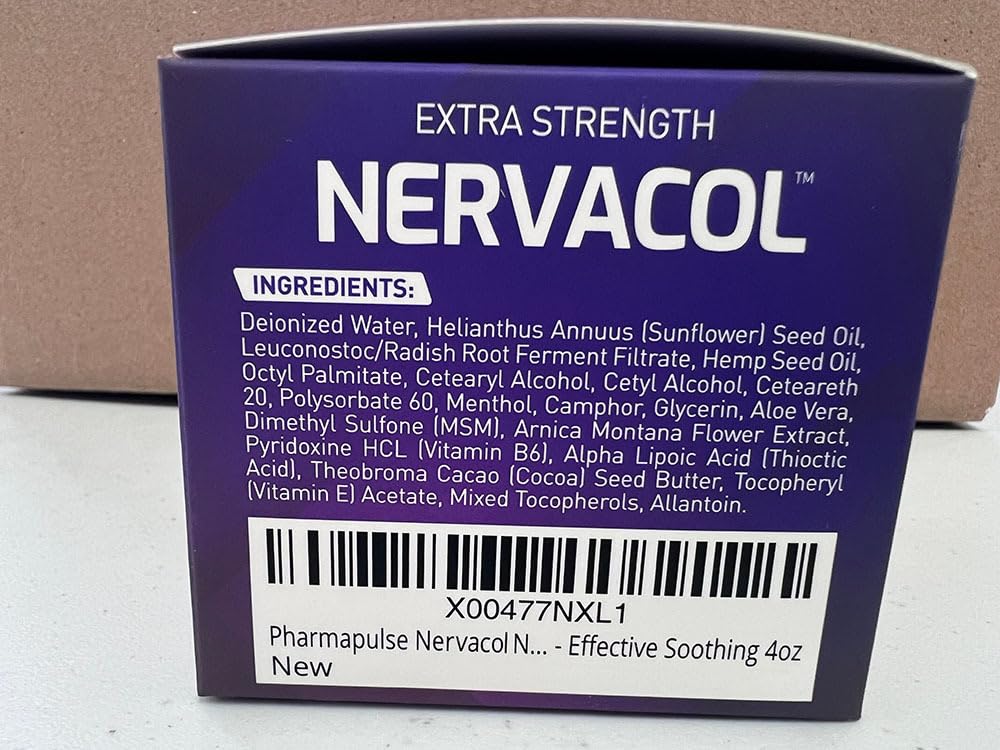 EXTRA STRENGTH
NERVACOL™
INGREDIENTS:
Deionized Water, Helianthus Annuus (Sunflower) Seed Oil,
Leuconostoc/Radish Root Ferment Filtrate, Hemp Seed Oil,
Octyl Palmitate, Cetearyl Alcohol, Cetyl Alcohol, Ceteareth
20, Polysorbate 60, Menthol, Camphor, Glycerin, Aloe Vera,
Dimethyl Sulfone (MSM), Arnica Montana Flower Extract,
Pyridoxine HCL (Vitamin B6), Alpha Lipoic Acid (Thioctic
Acid), Theobroma Cacao (Cocoa) Seed Butter, Tocopheryl
(Vitamin E) Acetate, Mixed Tocopherols, Allantoin.
X00477NXL1
Pharmapulse Nervacol N... - Effective Soothing 4oz
New